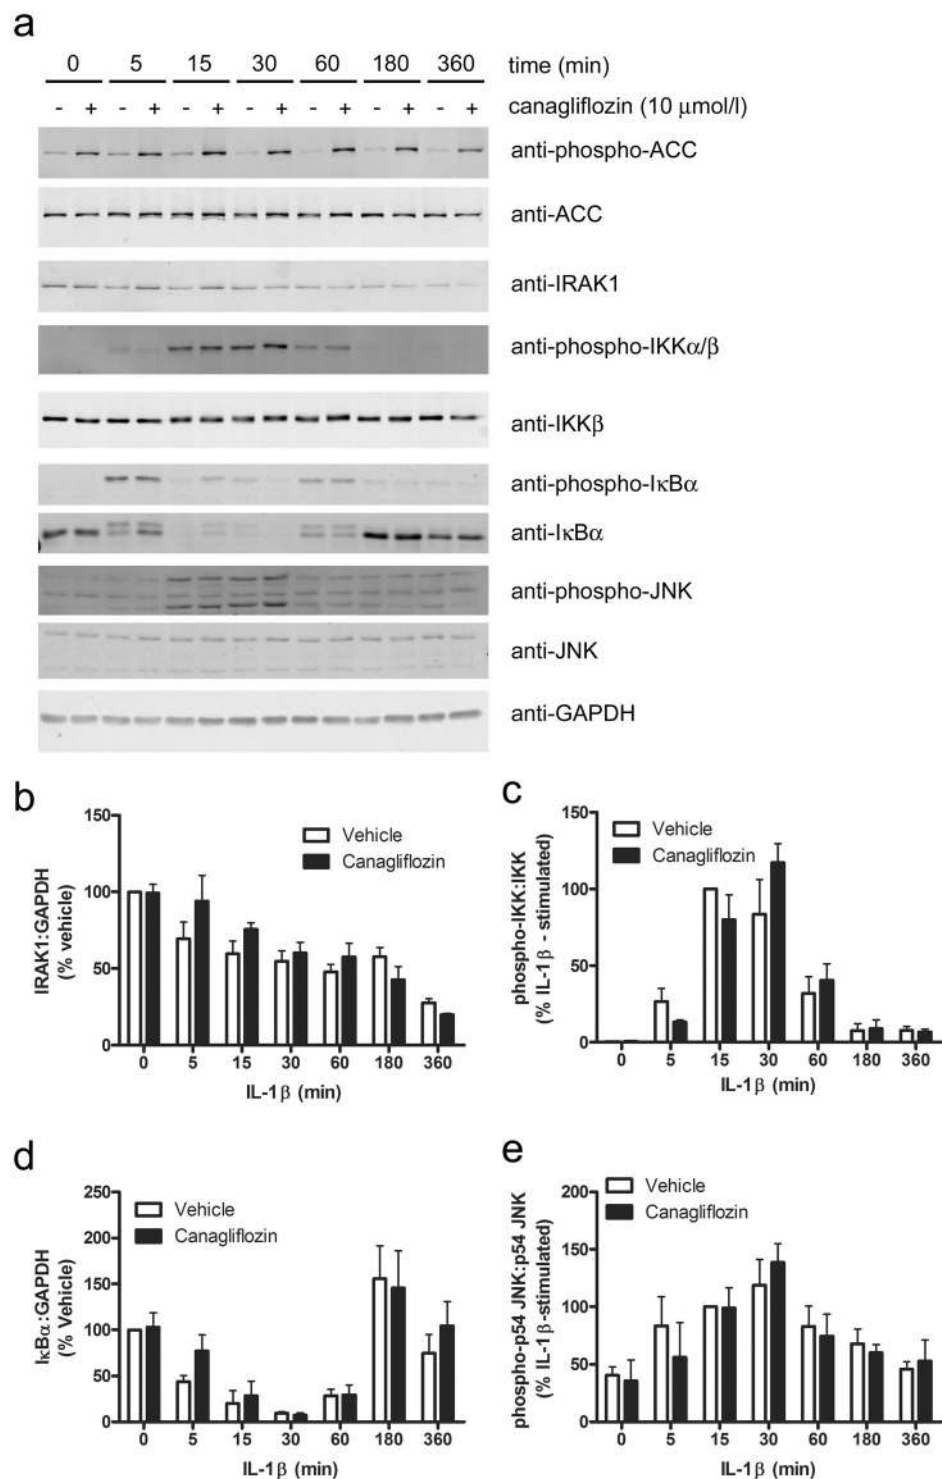 a
0 5 15 30 60 180 360 time (min)
- + - + - + - + - + - + - + canagliflozin (10 μmol/l)
anti-phospho-ACC
anti-ACC
anti-IRAK1
anti-phospho-IKKα/β
anti-IKKβ
anti-phospho-IκBα
anti-IκBα
anti-phospho-JNK
anti-JNK
anti-GAPDH
b
IRAK1:GAPDH
(% vehicle)
150
100
50
0
Vehicle
Canagliflozin
0 5 15 30 60 180 360
IL-1β (min)
c
phospho-IKK:IKK
(% IL-1β - stimulated)
150
100
50
0
Vehicle
Canagliflozin
0 5 15 30 60 180 360
IL-1β (min)
d
IκBα:GAPDH
(% Vehicle)
250
200
150
100
50
0
Vehicle
Canagliflozin
0 5 15 30 60 180 360
IL-1β (min)
e
phospho-p54 JNK:p54 JNK
(% IL-1β-stimulated)
200
150
100
50
0
Vehicle
Canagliflozin
0 5 15 30 60 180 360
IL-1β (min)